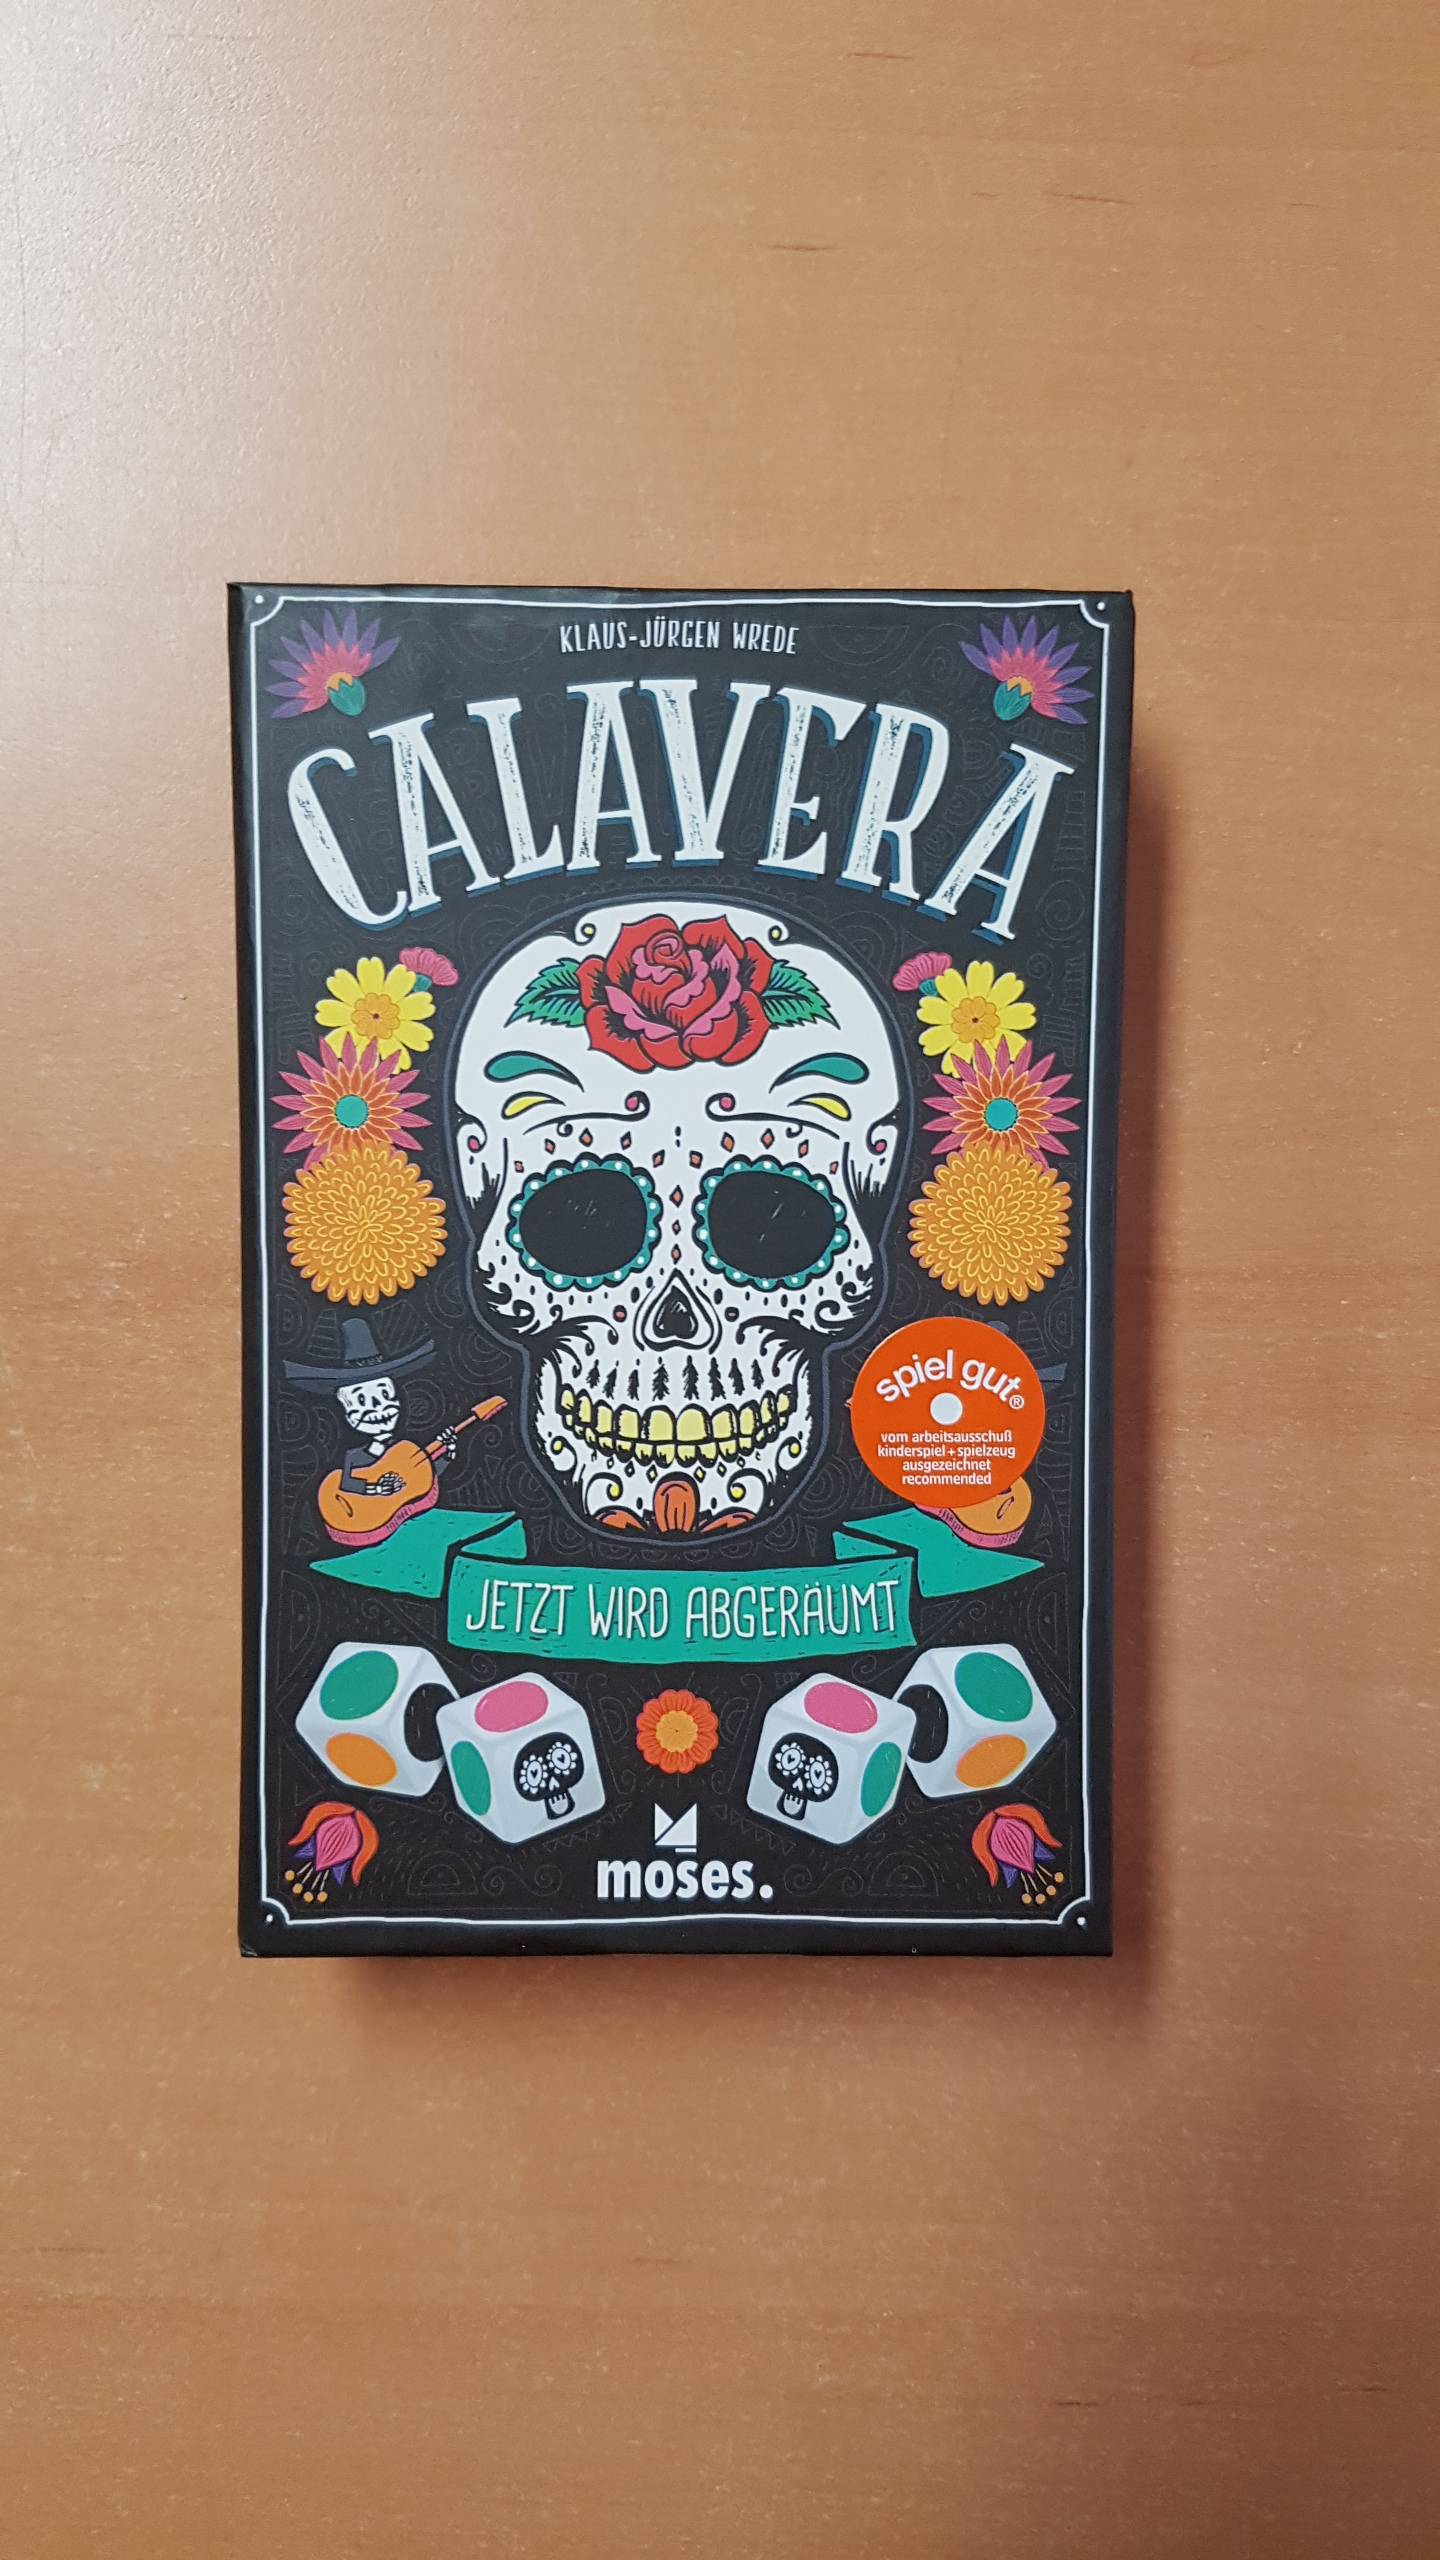 KLAUS-JÜRGEN WREDE
CALAVERA
spiel gut®
vom arbeitsausschuß
kinderspiel+spielzeug
ausgezeichnet
recommended
JETZT WIRD ABGERÄUMT
moses.